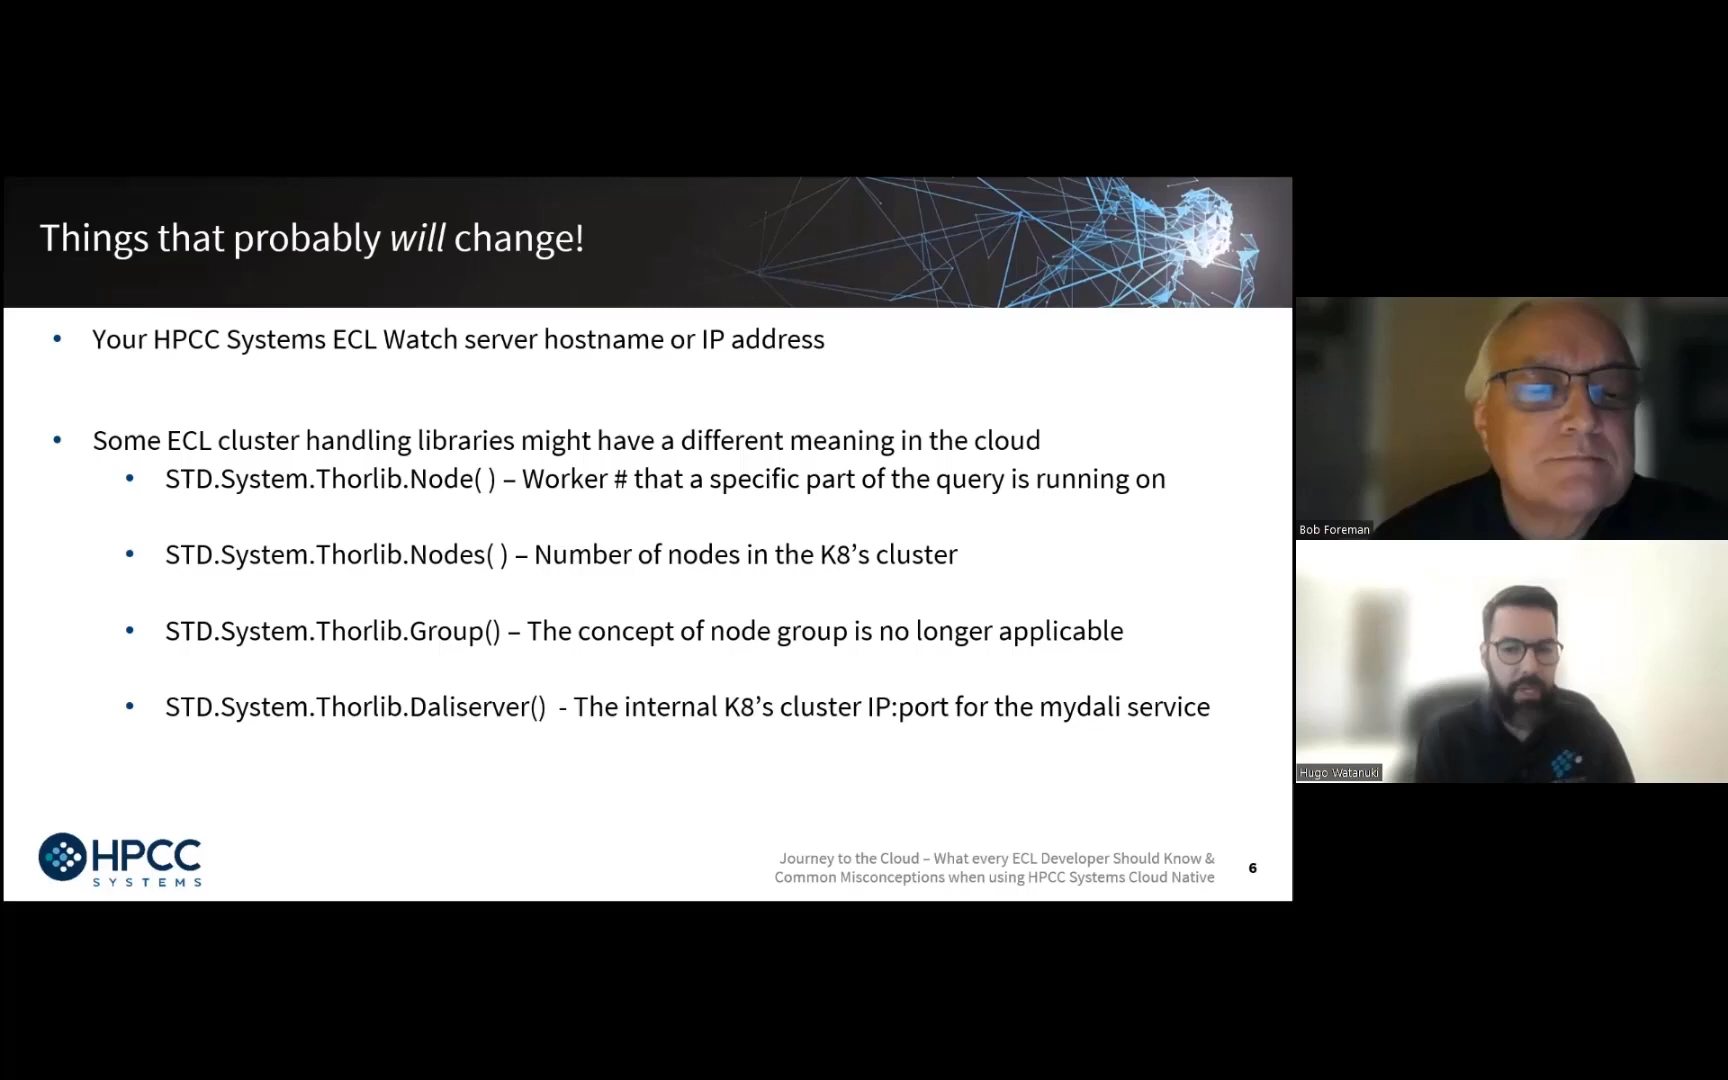 Things that probably will change!
• Your HPCC Systems ECL Watch server hostname or IP address
• Some ECL cluster handling libraries might have a different meaning in the cloud
• STD.System.Thorlib.Node( ) – Worker # that a specific part of the query is running on
• STD.System.Thorlib.Nodes( ) – Number of nodes in the K8’s cluster
• STD.System.Thorlib.Group() – The concept of node group is no longer applicable
• STD.System.Thorlib.Daliserver() - The internal K8’s cluster IP:port for the mydali service
HPCC
SYSTEMS
Journey to the Cloud – What every ECL Developer Should Know &
Common Misconceptions when using HPCC Systems Cloud Native
6
Bob Foreman
Hugo Watanuki